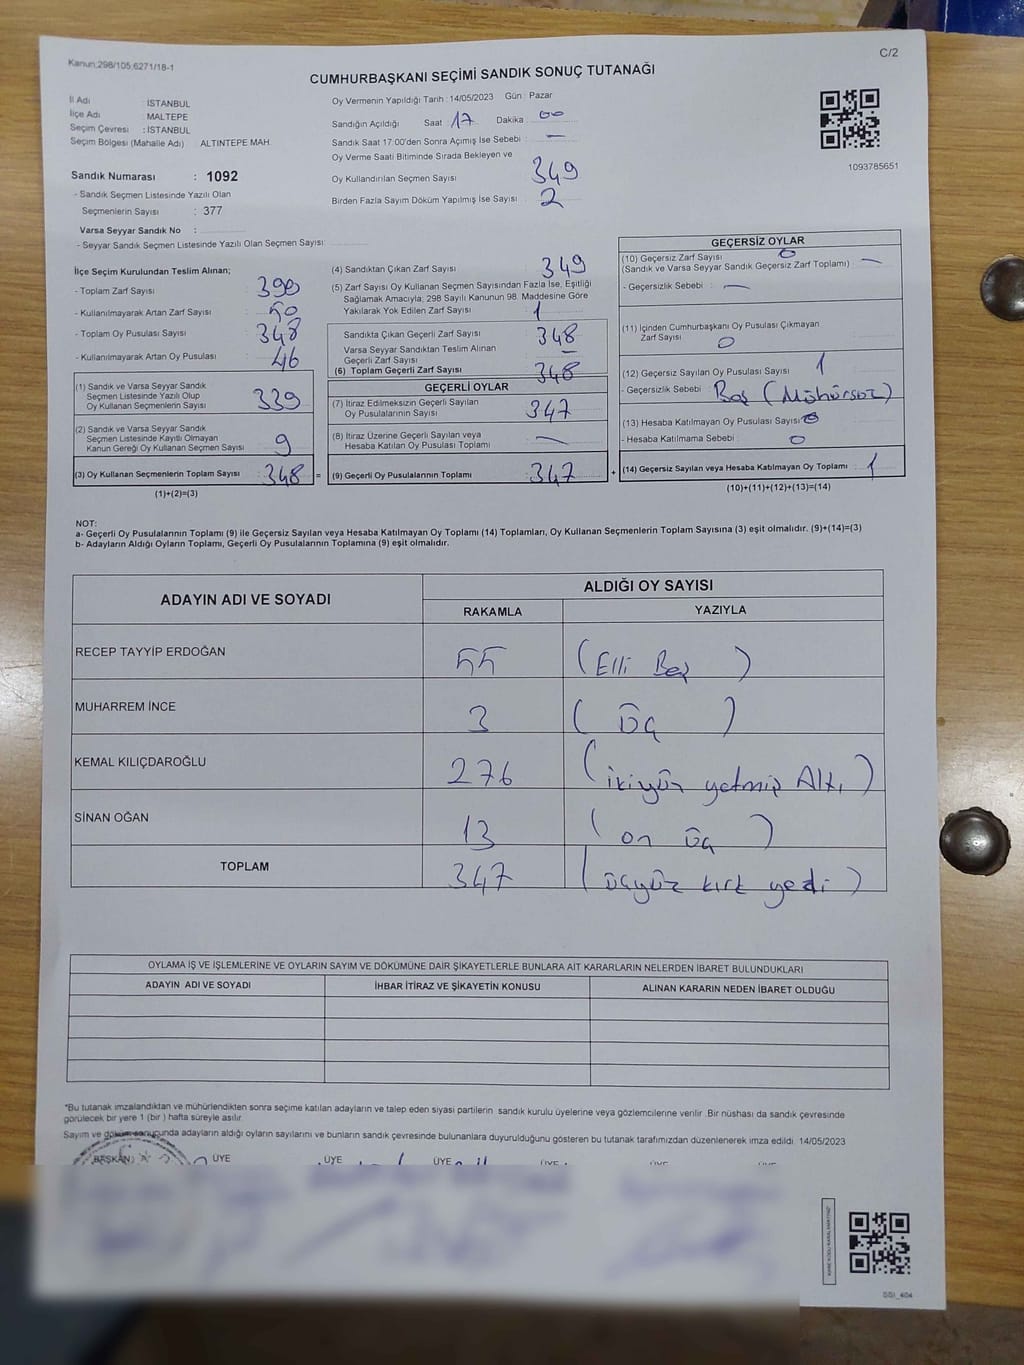 Kanun:298/105,6271/18-1
C/2
CUMHURBAŞKANI SEÇİMİ SANDIK SONUÇ TUTANAĞI
İl Adı : İSTANBUL
İlçe Adı : MALTEPE
Seçim Çevresi : İSTANBUL
Seçim Bölgesi (Mahalle Adı) ALTINTEPE MAH.
Sandık Numarası : 1092
- Sandık Seçmen Listesinde Yazılı Olan
Seçmenlerin Sayısı : 377
Varsa Seyyar Sandık No :
- Seyyar Sandık Seçmen Listesinde Yazılı Olan Seçmen Sayısı:
Oy Vermenin Yapıldığı Tarih : 14/05/2023 Gün : Pazar
Sandığın Açıldığı Saat 17 Dakika : 00
Sandık Saat 17:00'den Sonra Açımış İse Sebebi : —
Oy Verme Saati Bitiminde Sırada Bekleyen ve
Oy Kullandırılan Seçmen Sayısı 349
Birden Fazla Sayım Döküm Yapılmış İse Sayısı : 2
1093785651
İlçe Seçim Kurulundan Teslim Alınan;
- Toplam Zarf Sayısı : 390
- Kullanılmayarak Artan Zarf Sayısı : 50
- Toplam Oy Pusulası Sayısı : 348
- Kullanılmayarak Artan Oy Pusulası : 46
(1) Sandık ve Varsa Seyyar Sandık
Seçmen Listesinde Yazılı Olup
Oy Kullanan Seçmenlerin Sayısı 339
(2) Sandık ve Varsa Seyyar Sandık
Seçmen Listesinde Kayıtlı Olmayan
Kanun Gereği Oy Kullanan Seçmen Sayısı 9
(3) Oy Kullanan Seçmenlerin Toplam Sayısı : 348 =
(1)+(2)=(3)
(4) Sandıktan Çıkan Zarf Sayısı : 349
(5) Zarf Sayısı Oy Kullanan Seçmen Sayısından Fazla İse, Eşitliği
Sağlamak Amacıyla; 298 Sayılı Kanunun 98. Maddesine Göre
Yakılarak Yok Edilen Zarf Sayısı : 1
Sandıkta Çıkan Geçerli Zarf Sayısı : 348
Varsa Seyyar Sandıktan Teslim Alınan
Geçerli Zarf Sayısı —
(6) Toplam Geçerli Zarf Sayısı : 348
GEÇERLİ OYLAR
(7) İtiraz Edilmeksizin Geçerli Sayılan
Oy Pusulalarının Sayısı : 347
(8) İtiraz Üzerine Geçerli Sayılan veya
Hesaba Katılan Oy Pusulası Toplamı —
(9) Geçerli Oy Pusulalarının Toplamı : 347 +
GEÇERSİZ OYLAR
(10) Geçersiz Zarf Sayısı 0
(Sandık ve Varsa Seyyar Sandık Geçersiz Zarf Toplamı) —
- Geçersizlik Sebebi : —
(11) İçinden Cumhurbaşkanı Oy Pusulası Çıkmayan
Zarf Sayısı 0
(12) Geçersiz Sayılan Oy Pusulası Sayısı 1
- Geçersizlik Sebebi : Boş (Mühürsüz)
(13) Hesaba Katılmayan Oy Pusulası Sayısı 0
- Hesaba Katılmama Sebebi : 0
(14) Geçersiz Sayılan veya Hesaba Katılmayan Oy Toplamı 1
(10)+(11)+(12)+(13)=(14)
NOT:
a- Geçerli Oy Pusulalarının Toplamı (9) ile Geçersiz Sayılan veya Hesaba Katılmayan Oy Toplamı (14) Toplamları, Oy Kullanan Seçmenlerin Toplam Sayısına (3) eşit olmalıdır. (9)+(14)=(3)
b- Adayların Aldığı Oyların Toplamı, Geçerli Oy Pusulalarının Toplamına (9) eşit olmalıdır.
ADAYIN ADI VE SOYADI
ALDIĞI OY SAYISI
RAKAMLA YAZIYLA
RECEP TAYYİP ERDOĞAN 55 (Elli Beş)
MUHARREM İNCE 3 (Üç)
KEMAL KILIÇDAROĞLU 276 (ikiyüz yetmiş Altı)
SİNAN OĞAN 13 (on üç)
TOPLAM 347 (üçyüz kırk yedi)
OYLAMA İŞ VE İŞLEMLERİNE VE OYLARIN SAYIM VE DÖKÜMÜNE DAİR ŞİKAYETLERLE BUNLARA AİT KARARLARIN NELERDEN İBARET BULUNDUKLARI
ADAYIN ADI VE SOYADI İHBAR İTİRAZ VE ŞİKAYETİN KONUSU ALINAN KARARIN NEDEN İBARET OLDUĞU
*Bu tutanak imzalandıktan ve mühürlendikten sonra seçime katılan adayların ve talep eden siyasi partilerin sandık kurulu üyelerine veya gözlemcilerine verilir .Bir nüshası da sandık çevresinde
görülecek bir yere 1 (bir ) hafta süreyle asılır.
Sayım ve döküm sonucunda adayların aldığı oyların sayılarını ve bunların sandık çevresinde bulunanlara duyurulduğunu gösteren bu tutanak tarafımızdan düzenlenerek imza edildi. 14/05/2023
BAŞKAN ÜYE ÜYE ÜYE ÜYE
SSI_404